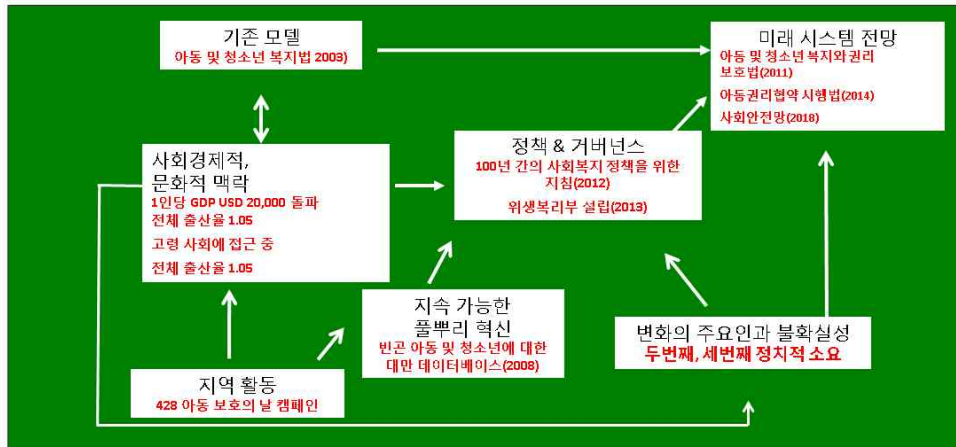 기존 모델
아동 및 청소년 복지법 2003)
미래 시스템 전망
아동 및 청소년 복지와 권리
보호법(2011)
아동권리협약 시행법(2014)
사회안전망(2018)
사회경제적,
문화적 맥락
1인당 GDP USD 20,000 돌파
전체 출산율 1.05
고령 사회에 접근 중
전체 출산율 1.05
정책 & 거버넌스
100년 간의 사회복지 정책을 위한
지침(2012)
위생복리부 설립(2013)
지속 가능한
풀뿌리 혁신
빈곤 아동 및 청소년에 대한
대만 데이터베이스(2008)
변화의 주요인과 불확실성
두번째, 세번째 정치적 소요
지역 활동
428 아동 보호의 날 캠페인